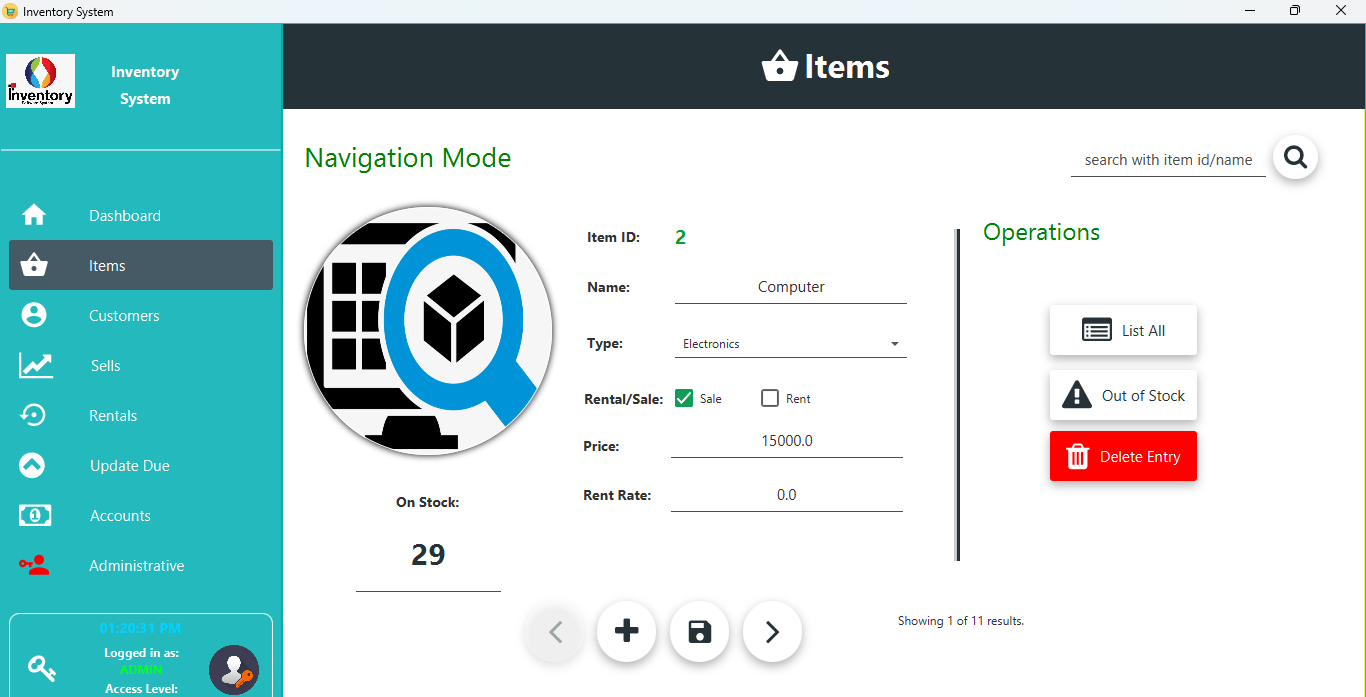 Inventory System
inventory
Inventory
System
Items
Navigation Mode
search with item id/name
Dashboard
Items
Customers
Sells
Rentals
Update Due
Accounts
Administrative
Item ID: 2
Name: Computer
Type: Electronics
Rental/Sale: Sale Rent
Price: 15000.0
Rent Rate: 0.0
On Stock:
29
Operations
List All
Out of Stock
Delete Entry
Showing 1 of 11 results.
01:20:31 PM
Logged in as:
ADMIN
Access Level: